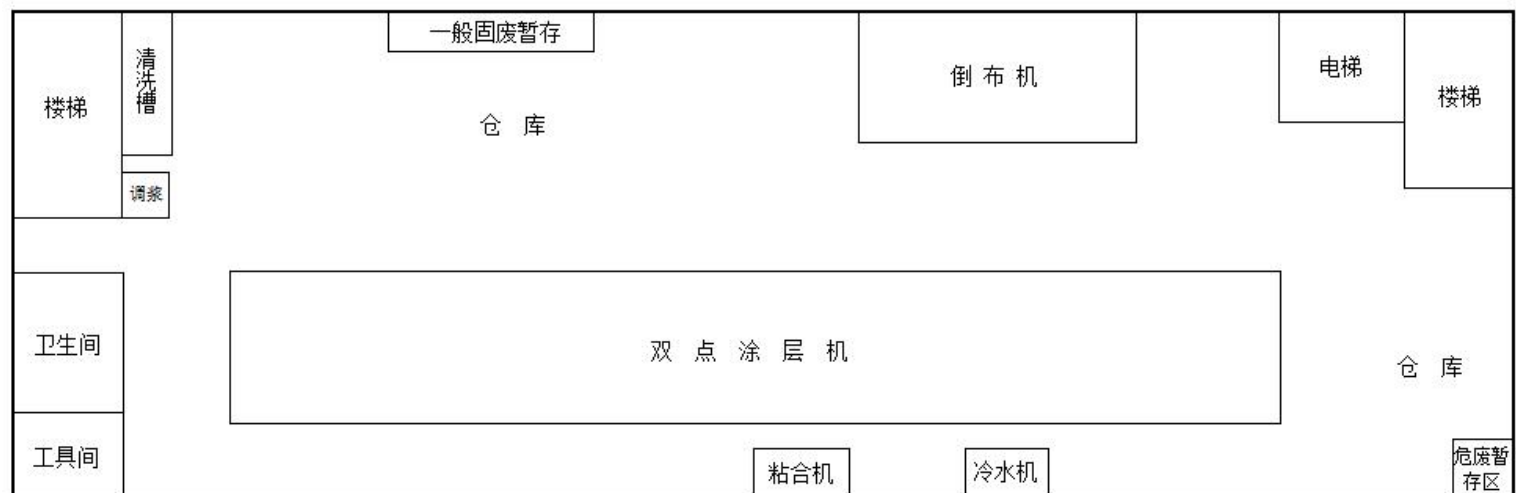 一般固废暂存
清洗槽
倒布机
电梯
楼梯
楼梯
仓库
调浆
卫生间
双点涂层机
仓库
工具间
粘合机
冷水机
危废暂
存区